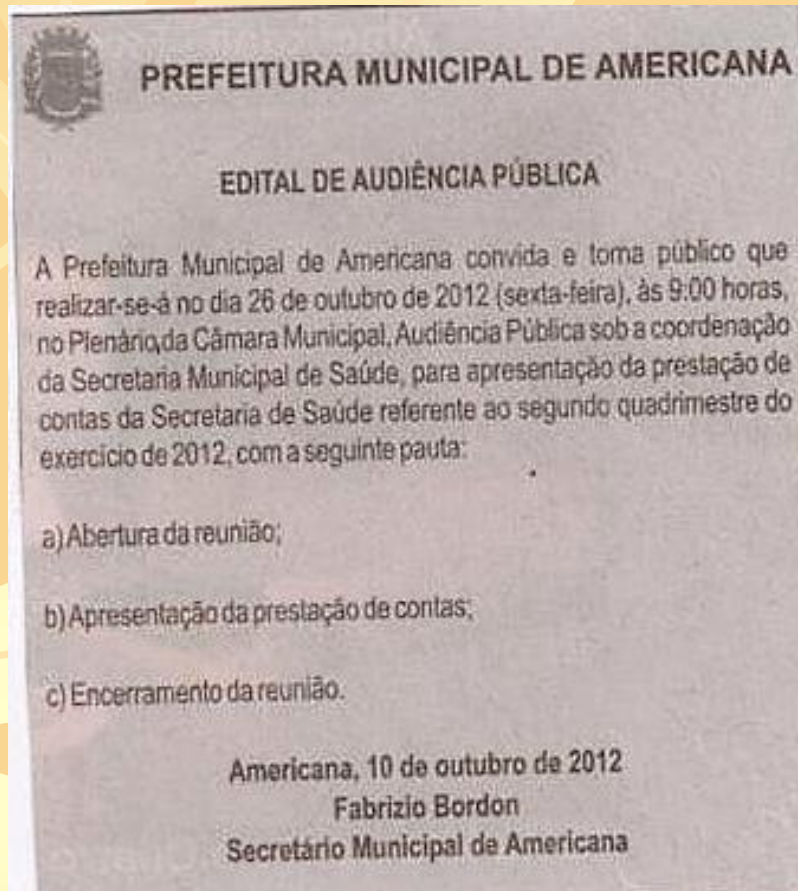 PREFEITURA MUNICIPAL DE AMERICANA
EDITAL DE AUDIÊNCIA PÚBLICA
A Prefeitura Municipal de Americana convida e torna público que
realizar-se-á no dia 26 de outubro de 2012 (sexta-feira), às 9:00 horas,
no Plenário da Câmara Municipal, Audiência Pública sob a coordenação
da Secretaria Municipal de Saúde, para apresentação da prestação de
contas da Secretaria de Saúde referente ao segundo quadrimestre do
exercício de 2012, com a seguinte pauta:
a) Abertura da reunião;
b) Apresentação da prestação de contas;
c) Encerramento da reunião.
Americana, 10 de outubro de 2012
Fabrizio Bordon
Secretário Municipal de Americana